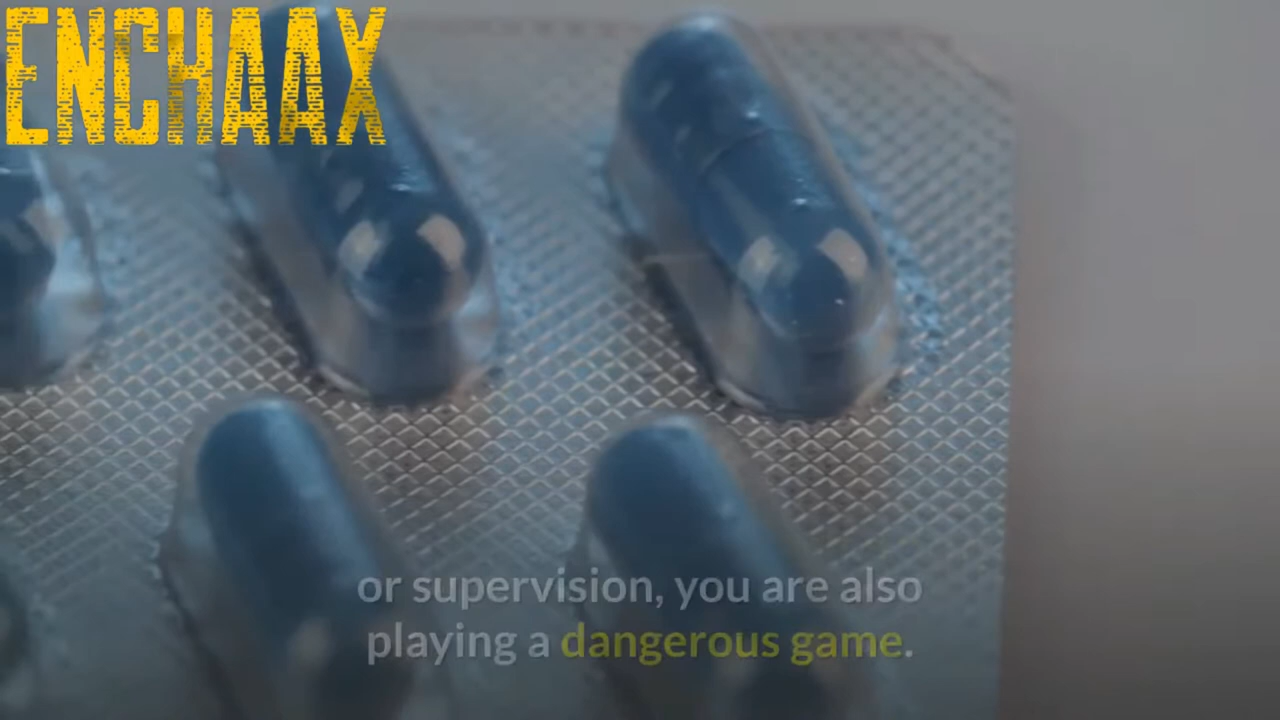 ENCHAAX
or supervision, you are also
playing a dangerous game.